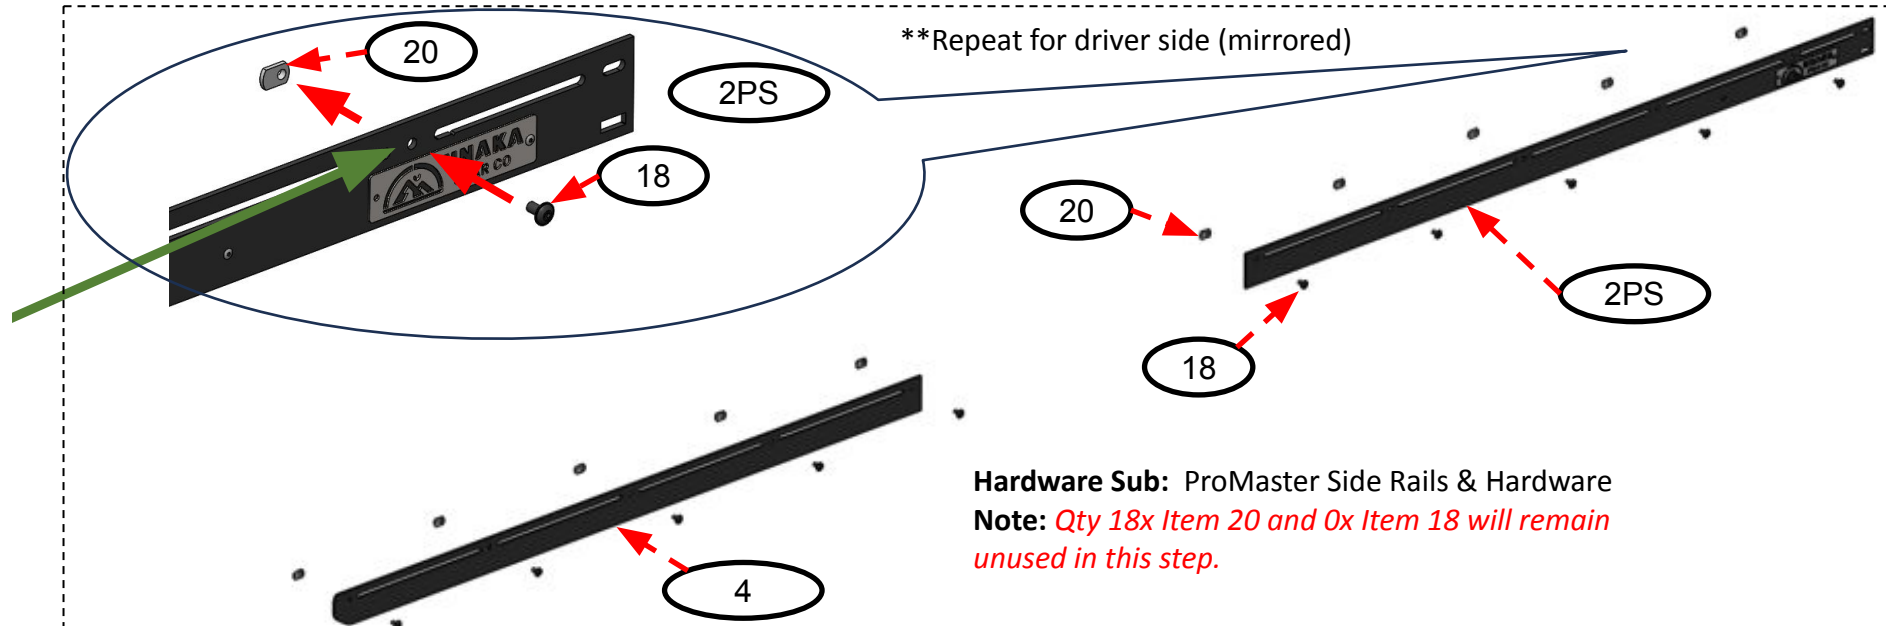 20
**Repeat for driver side (mirrored)
2PS
18
20
2PS
18
Hardware Sub: ProMaster Side Rails & Hardware
Note: Qty 18x Item 20 and 0x Item 18 will remain
unused in this step.
4